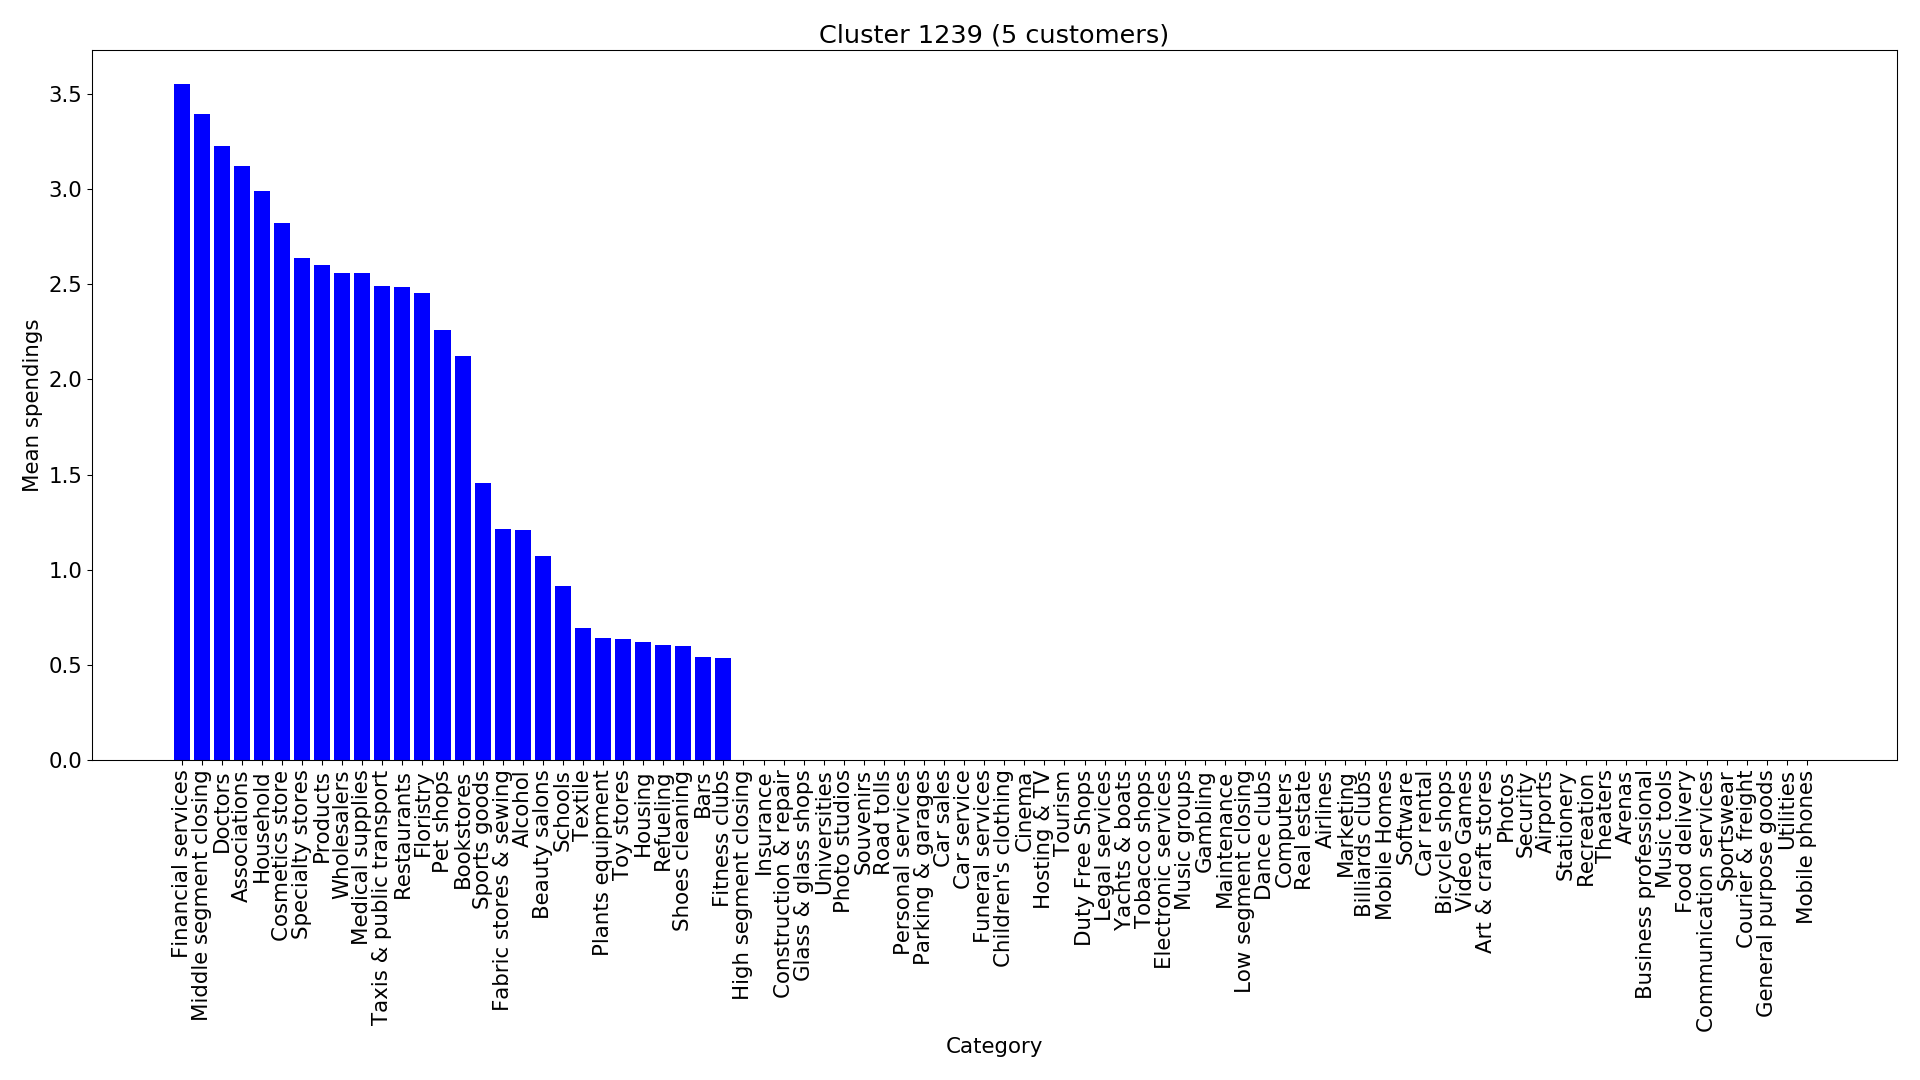 Cluster 1239 (5 customers)
Mean spendings
3.5
3.0
2.5
2.0
1.5
1.0
0.5
0.0
Financial services
Middle segment closing
Doctors
Associations
Household
Cosmetics store
Specialty stores
Products
Wholesalers
Medical supplies
Taxis & public transport
Restaurants
Floristry
Pet shops
Bookstores
Sports goods
Fabric stores & sewing
Alcohol
Beauty salons
Schools
Textile
Plants equipment
Toy stores
Housing
Refueling
Shoes cleaning
Bars
Fitness clubs
High segment closing
Insurance
Construction & repair
Glass & glass shops
Universities
Photo studios
Souvenirs
Road tolls
Personal services
Parking & garages
Car sales
Car service
Funeral services
Children's clothing
Cinema
Hosting & TV
Tourism
Duty Free Shops
Legal services
Yachts & boats
Tobacco shops
Electronic services
Music groups
Gambling
Maintenance
Low segment closing
Dance clubs
Computers
Real estate
Airlines
Marketing
Billiards clubs
Mobile Homes
Software
Car rental
Bicycle shops
Video Games
Art & craft stores
Photos
Security
Airports
Stationery
Recreation
Theaters
Arenas
Business professional
Music tools
Food delivery
Communication services
Sportswear
Courier & freight
General purpose goods
Utilities
Mobile phones
Category